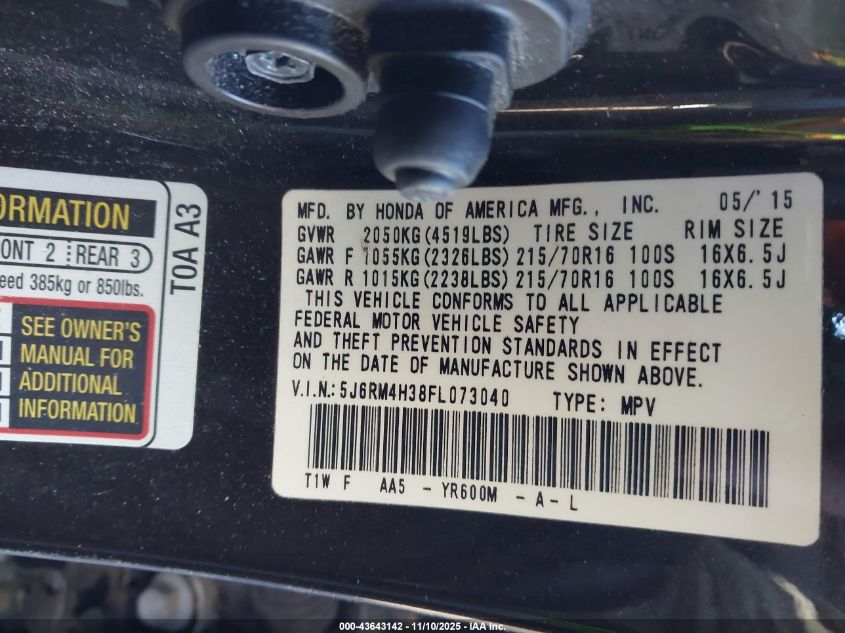 ORMATION
ONT 2 REAR 3
eed 385kg or 850lbs.
SEE OWNER'S
MANUAL FOR
ADDITIONAL
INFORMATION
T0A A3
MFD. BY HONDA OF AMERICA MFG., INC. 05/'15
GVWR 2050KG(4519LBS) TIRE SIZE RIM SIZE
GAWR F 1055KG(2326LBS) 215/70R16 100S 16X6.5J
GAWR R 1015KG(2238LBS) 215/70R16 100S 16X6.5J
THIS VEHICLE CONFORMS TO ALL APPLICABLE
FEDERAL MOTOR VEHICLE SAFETY
AND THEFT PREVENTION STANDARDS IN EFFECT
ON THE DATE OF MANUFACTURE SHOWN ABOVE.
V.I.N.: 5J6RM4H38FL073040 TYPE: MPV
T1W F AA5 - YR600M - A - L
000-43643142 - 11/10/2025 - IAA Inc.